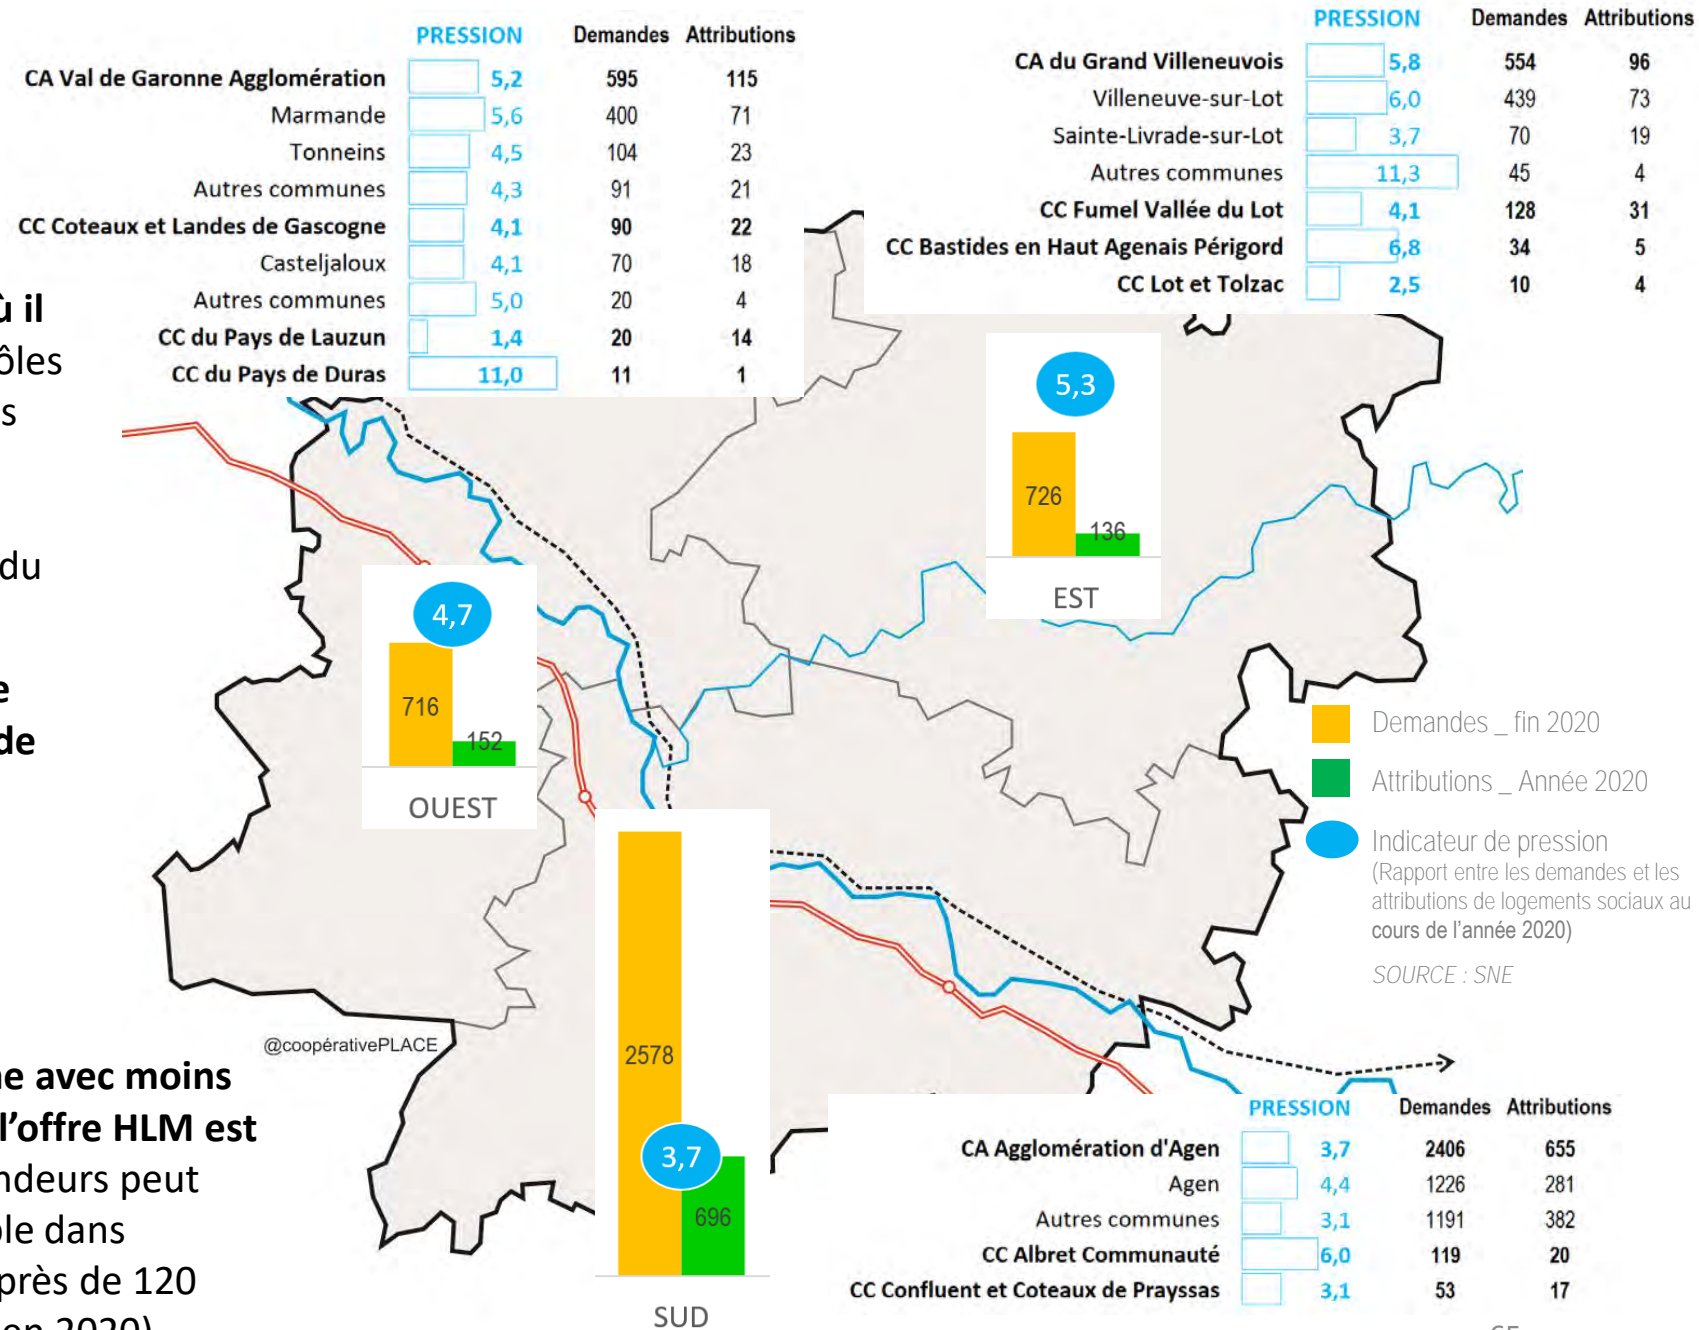 PRESSION Demandes Attributions
CA Val de Garonne Agglomération 5,2 595 115
Marmande 5,6 400 71
Tonneins 4,5 104 23
Autres communes 4,3 91 21
CC Coteaux et Landes de Gascogne 4,1 90 22
Casteljaloux 4,1 70 18
Autres communes 5,0 20 4
CC du Pays de Lauzun 1,4 20 14
CC du Pays de Duras 11,0 11 1
PRESSION Demandes Attributions
CA du Grand Villeneuvois 5,8 554 96
Villeneuve-sur-Lot 6,0 439 73
Sainte-Livrade-sur-Lot 3,7 70 19
Autres communes 11,3 45 4
CC Fumel Vallée du Lot 4,1 128 31
CC Bastides en Haut Agenais Périgord 6,8 34 5
CC Lot et Tolzac 2,5 10 4
ù il
ôles
s
du
e
de
ne avec moins
l'offre HLM est
ndeurs peut
ble dans
près de 120
en 2020)
5,3
726
136
EST
4,7
716
152
OUEST
2578
3,7
696
SUD
Demandes _ fin 2020
Attributions _ Année 2020
Indicateur de pression
(Rapport entre les demandes et les
attributions de logements sociaux au
cours de l'année 2020)
SOURCE : SNE
@coopérativePLACE
PRESSION Demandes Attributions
CA Agglomération d'Agen 3,7 2406 655
Agen 4,4 1226 281
Autres communes 3,1 1191 382
CC Albret Communauté 6,0 119 20
CC Confluent et Coteaux de Prayssas 3,1 53 17